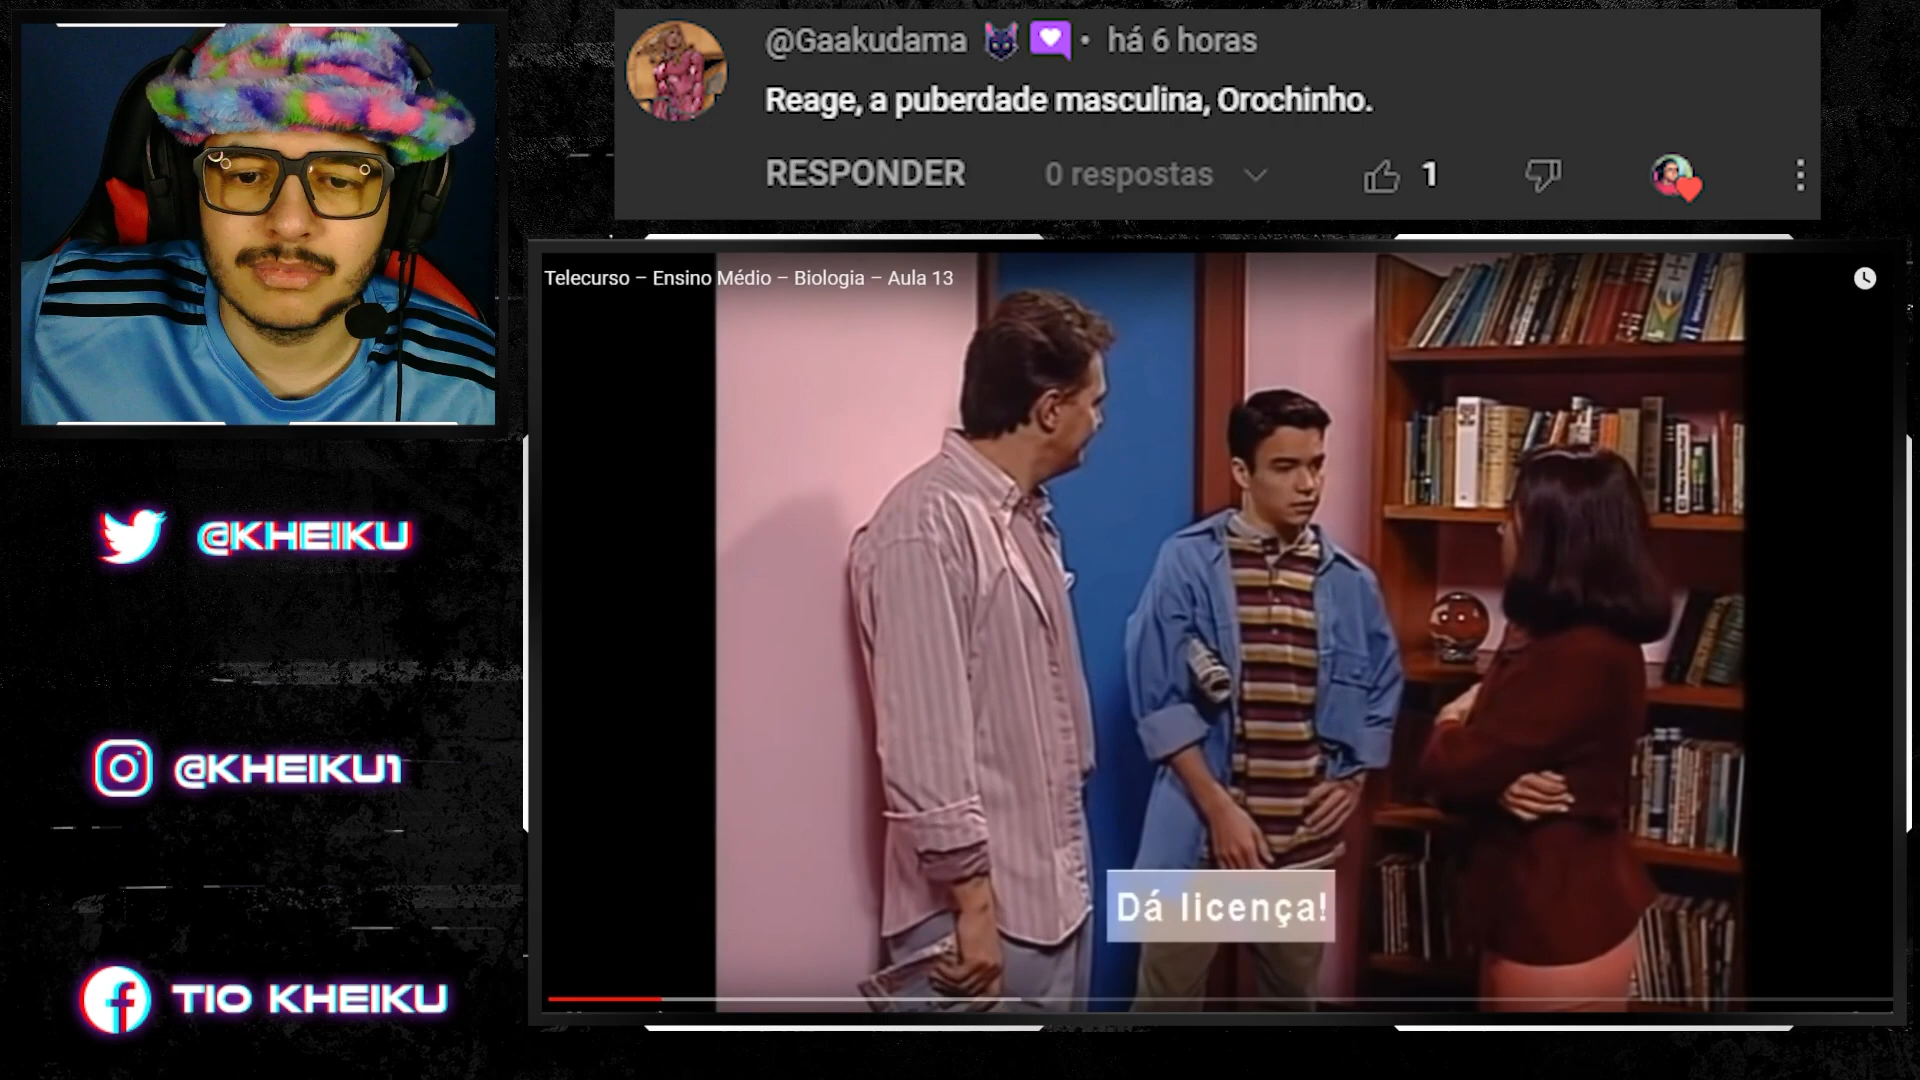 @Gaakudama • há 6 horas
Reage, a puberdade masculina, Orochinho.
RESPONDER 0 respostas 1
Telecurso – Ensino Médio – Biologia – Aula 13
Dá licença!
@KHEIKU
@KHEIKU1
TIO KHEIKU